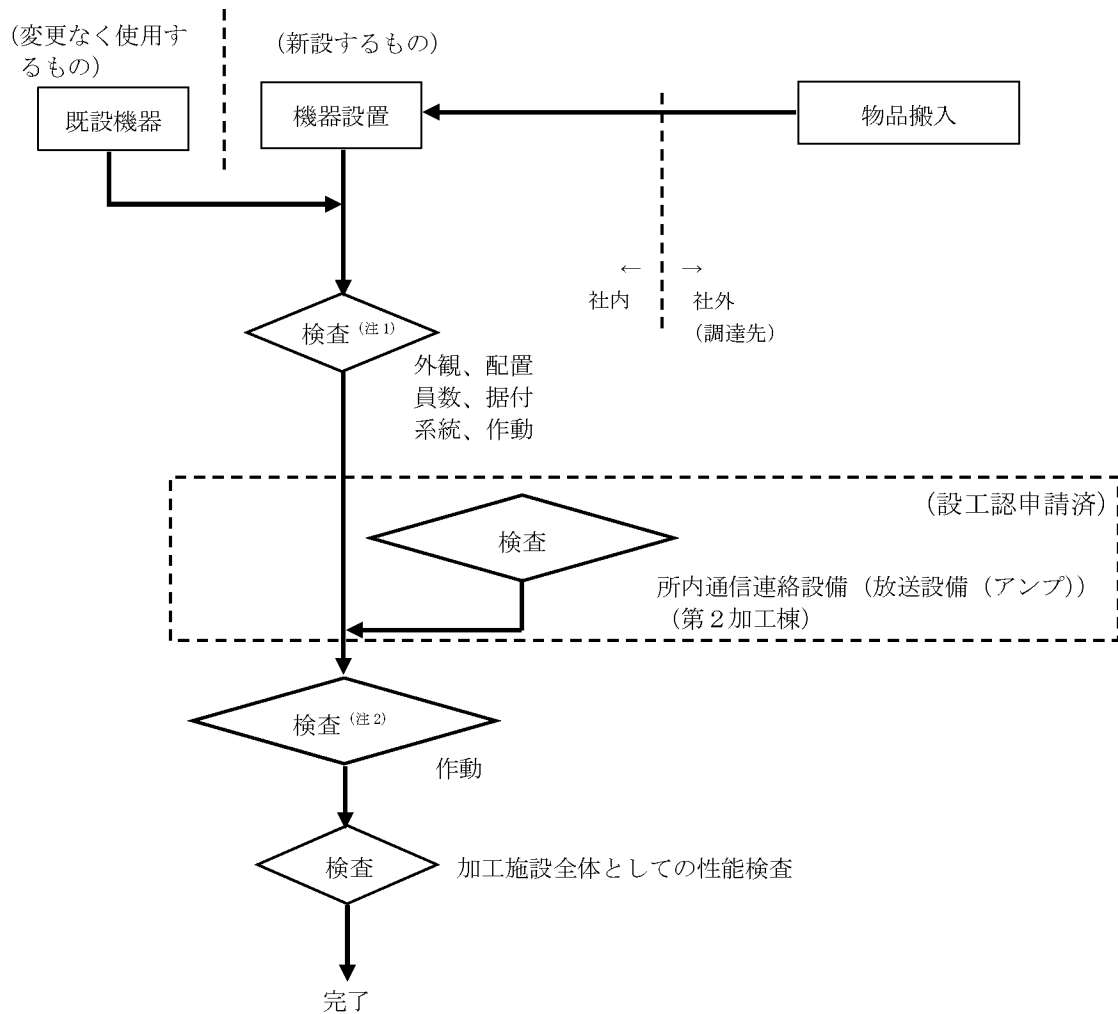 (変更なく使用す
るもの)
(新設するもの)
既設機器
機器設置
物品搬入
← →
社内 社外
(調達先)
検査 (注1)
外観、配置
員数、据付
系統、作動
(設工認申請済)
検査
所内通信連絡設備（放送設備（アンプ））
(第２加工棟)
検査 (注2)
作動
検査 加工施設全体としての性能検査
完了